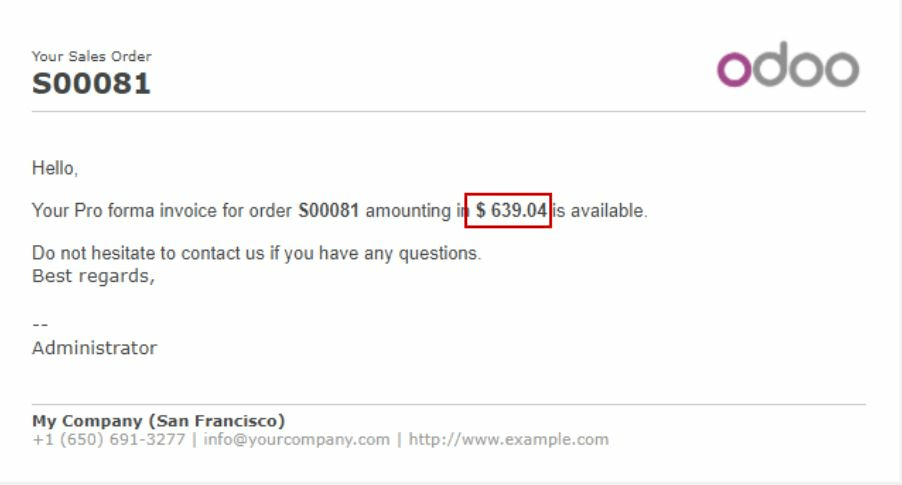 Your Sales Order
S00081
odoo
Hello,
Your Pro forma invoice for order S00081 amounting in $ 639.04 is available.
Do not hesitate to contact us if you have any questions.
Best regards,
--
Administrator
My Company (San Francisco)
+1 (650) 691-3277 | info@yourcompany.com | http://www.example.com